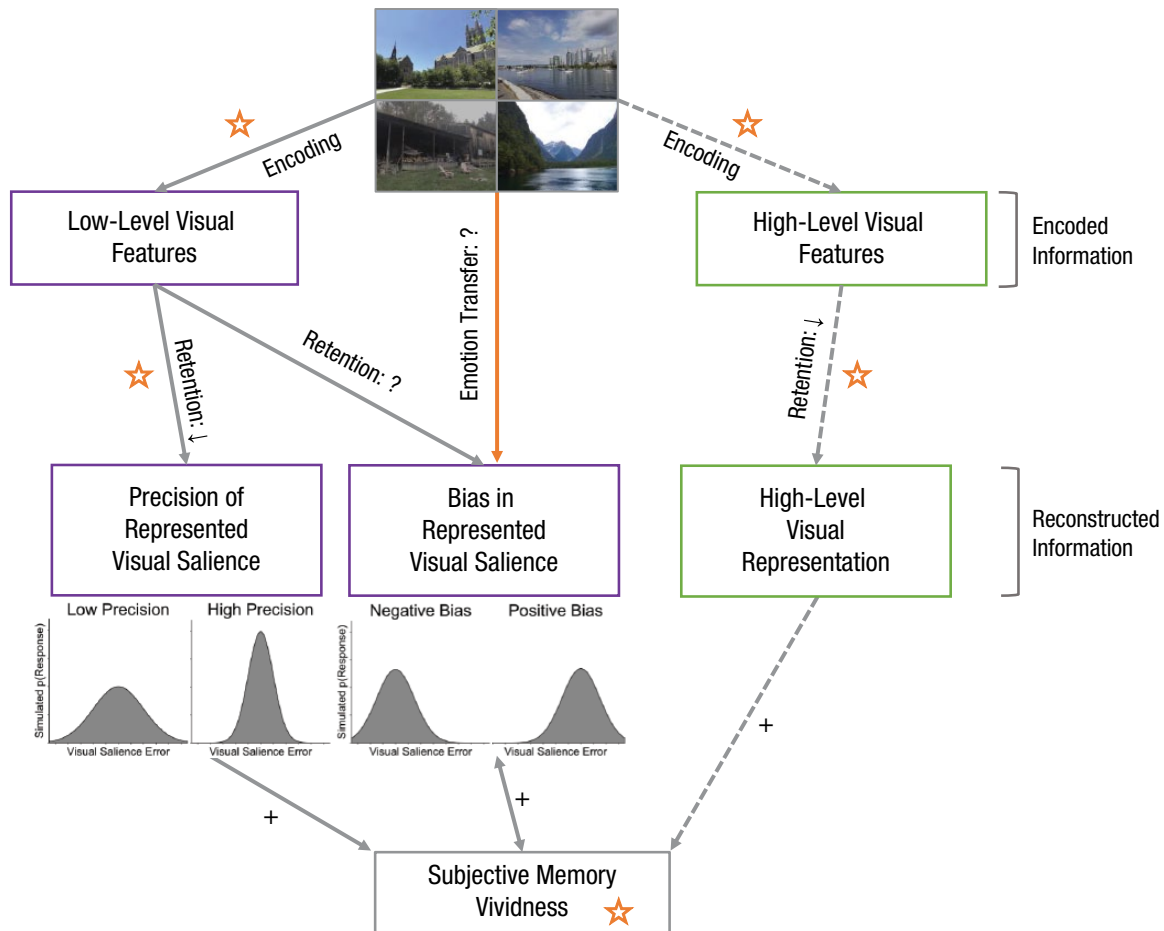 Encoding
Encoding
Low-Level Visual
Features
High-Level Visual
Features
Encoded
Information
Retention: ↓
Retention: ?
Emotion Transfer: ?
Retention: ↓
Precision of
Represented
Visual Salience
Bias in
Represented
Visual Salience
High-Level
Visual
Representation
Reconstructed
Information
Low Precision
High Precision
Negative Bias
Positive Bias
Simulated p(Response)
Visual Salience Error
Visual Salience Error
Simulated p(Response)
Visual Salience Error
Visual Salience Error
+
+
+
Subjective Memory
Vividness